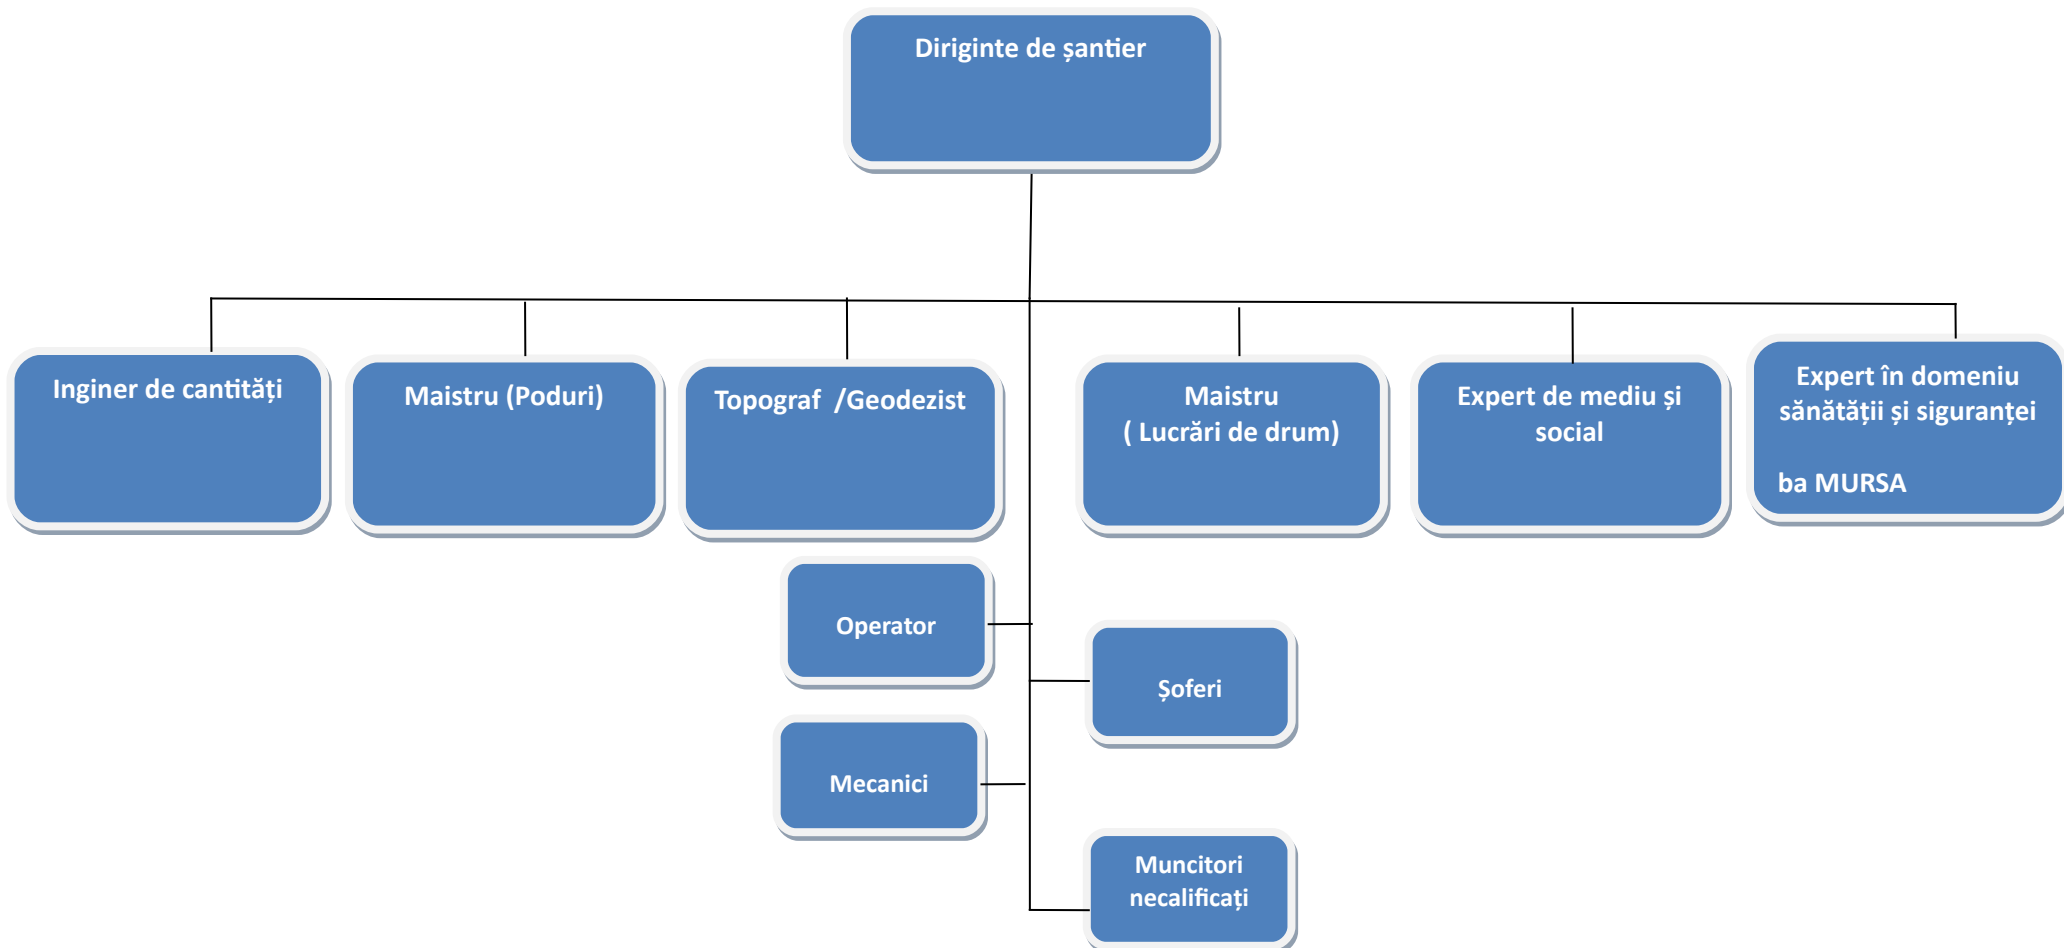 Diriginte de șantier
Inginer de cantități
Maistru (Poduri)
Topograf /Geodezist
Maistru
( Lucrări de drum)
Expert de mediu și
social
Expert în domeniu
sănătății și siguranței
ba MURSA
Operator
Șoferi
Mecanici
Muncitori
necalificați